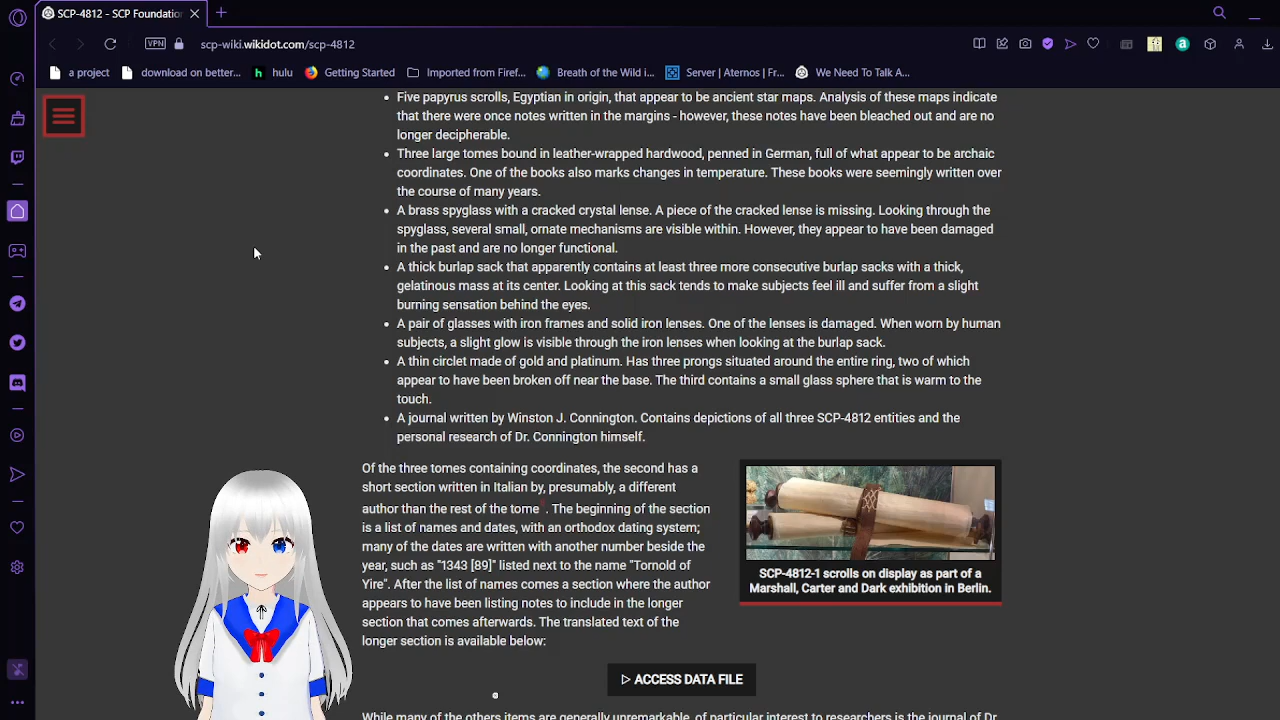 SCP-4812 - SCP Foundation
VPN
scp-wiki.wikidot.com/scp-4812
a project
download on better...
hulu
Getting Started
Imported from Firef...
Breath of the Wild i...
Server | Aternos | Fr...
We Need To Talk A...
Five papyrus scrolls, Egyptian in origin, that appear to be ancient star maps. Analysis of these maps indicate
that there were once notes written in the margins - however, these notes have been bleached out and are no
longer decipherable.
Three large tomes bound in leather-wrapped hardwood, penned in German, full of what appear to be archaic
coordinates. One of the books also marks changes in temperature. These books were seemingly written over
the course of many years.
A brass spyglass with a cracked crystal lense. A piece of the cracked lense is missing. Looking through the
spyglass, several small, ornate mechanisms are visible within. However, they appear to have been damaged
in the past and are no longer functional.
A thick burlap sack that apparently contains at least three more consecutive burlap sacks with a thick,
gelatinous mass at its center. Looking at this sack tends to make subjects feel ill and suffer from a slight
burning sensation behind the eyes.
A pair of glasses with iron frames and solid iron lenses. One of the lenses is damaged. When worn by human
subjects, a slight glow is visible through the iron lenses when looking at the burlap sack.
A thin circlet made of gold and platinum. Has three prongs situated around the entire ring, two of which
appear to have been broken off near the base. The third contains a small glass sphere that is warm to the
touch.
A journal written by Winston J. Connington. Contains depictions of all three SCP-4812 entities and the
personal research of Dr. Connington himself.
Of the three tomes containing coordinates, the second has a
short section written in Italian by, presumably, a different
author than the rest of the tome . The beginning of the section
is a list of names and dates, with an orthodox dating system;
many of the dates are written with another number beside the
year, such as "1343 [89]" listed next to the name "Tornold of
Yire". After the list of names comes a section where the author
appears to have been listing notes to include in the longer
section that comes afterwards. The translated text of the
longer section is available below:
SCP-4812-1 scrolls on display as part of a
Marshall, Carter and Dark exhibition in Berlin.
▷ ACCESS DATA FILE
While many of the others items are generally unremarkable, of particular interest to researchers is the journal of Dr.